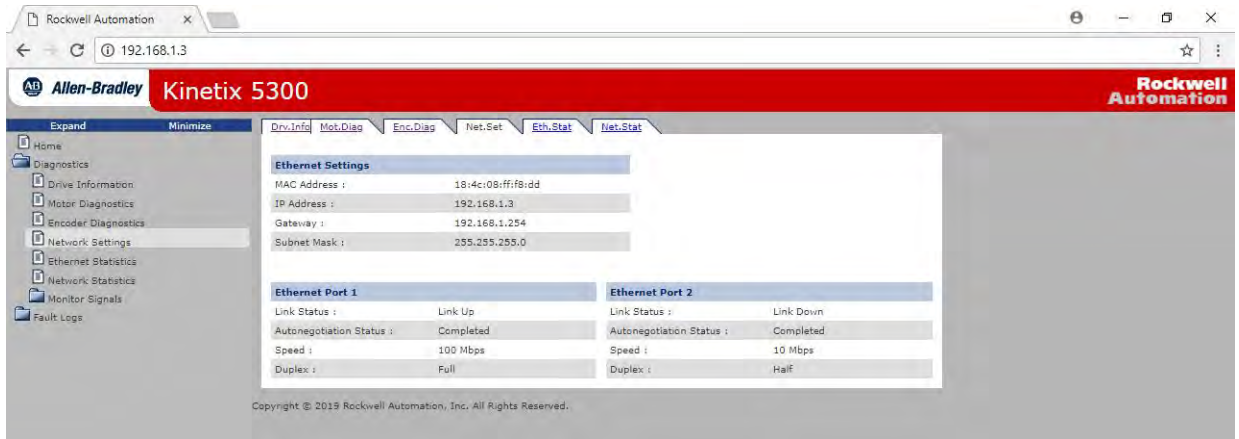 Rockwell Automation
192.168.1.3
AB Allen-Bradley Kinetix 5300 Rockwell Automation
Expand Minimize
Home
Diagnostics
Drive Information
Motor Diagnostics
Encoder Diagnostics
Network Settings
Ethernet Statistics
Network Statistics
Monitor Signals
Fault Logs
Drv.Info Mot.Diag Enc.Diag Net.Set Eth.Stat Net.Stat
Ethernet Settings
MAC Address : 18:4c:08:ff:f8:dd
IP Address : 192.168.1.3
Gateway : 192.168.1.254
Subnet Mask : 255.255.255.0
Ethernet Port 1
Link Status : Link Up
Autonegotiation Status : Completed
Speed : 100 Mbps
Duplex : Full
Ethernet Port 2
Link Status : Link Down
Autonegotiation Status : Completed
Speed : 10 Mbps
Duplex : Half
Copyright © 2019 Rockwell Automation, Inc. All Rights Reserved.